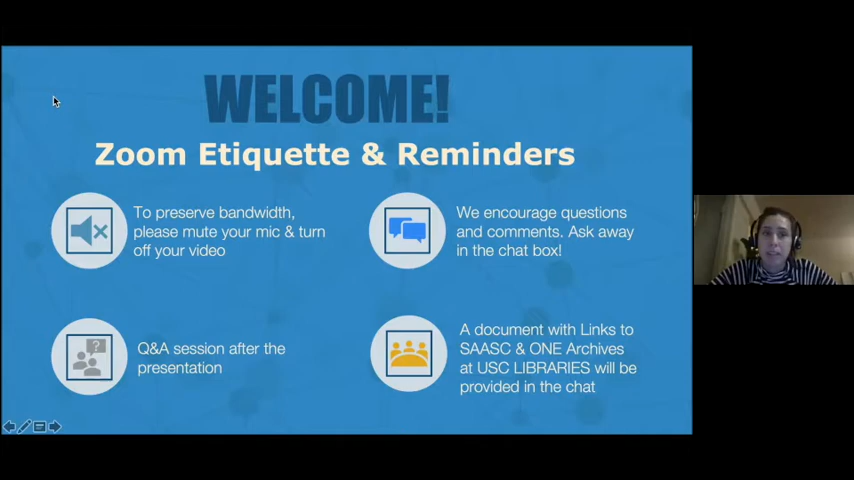 WELCOME!
Zoom Etiquette & Reminders
To preserve bandwidth,
please mute your mic & turn
off your video
We encourage questions
and comments. Ask away
in the chat box!
Q&A session after the
presentation
A document with Links to
SAASC & ONE Archives
at USC LIBRARIES will be
provided in the chat